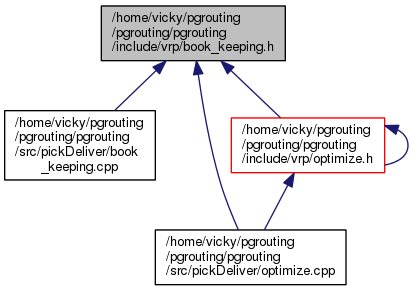 /home/vicky/pgrouting
/pgrouting/pgrouting
/include/vrp/book_keeping.h
/home/vicky/pgrouting
/pgrouting/pgrouting
/src/pickDeliver/book
_keeping.cpp
/home/vicky/pgrouting
/pgrouting/pgrouting
/include/vrp/optimize.h
/home/vicky/pgrouting
/pgrouting/pgrouting
/src/pickDeliver/optimize.cpp